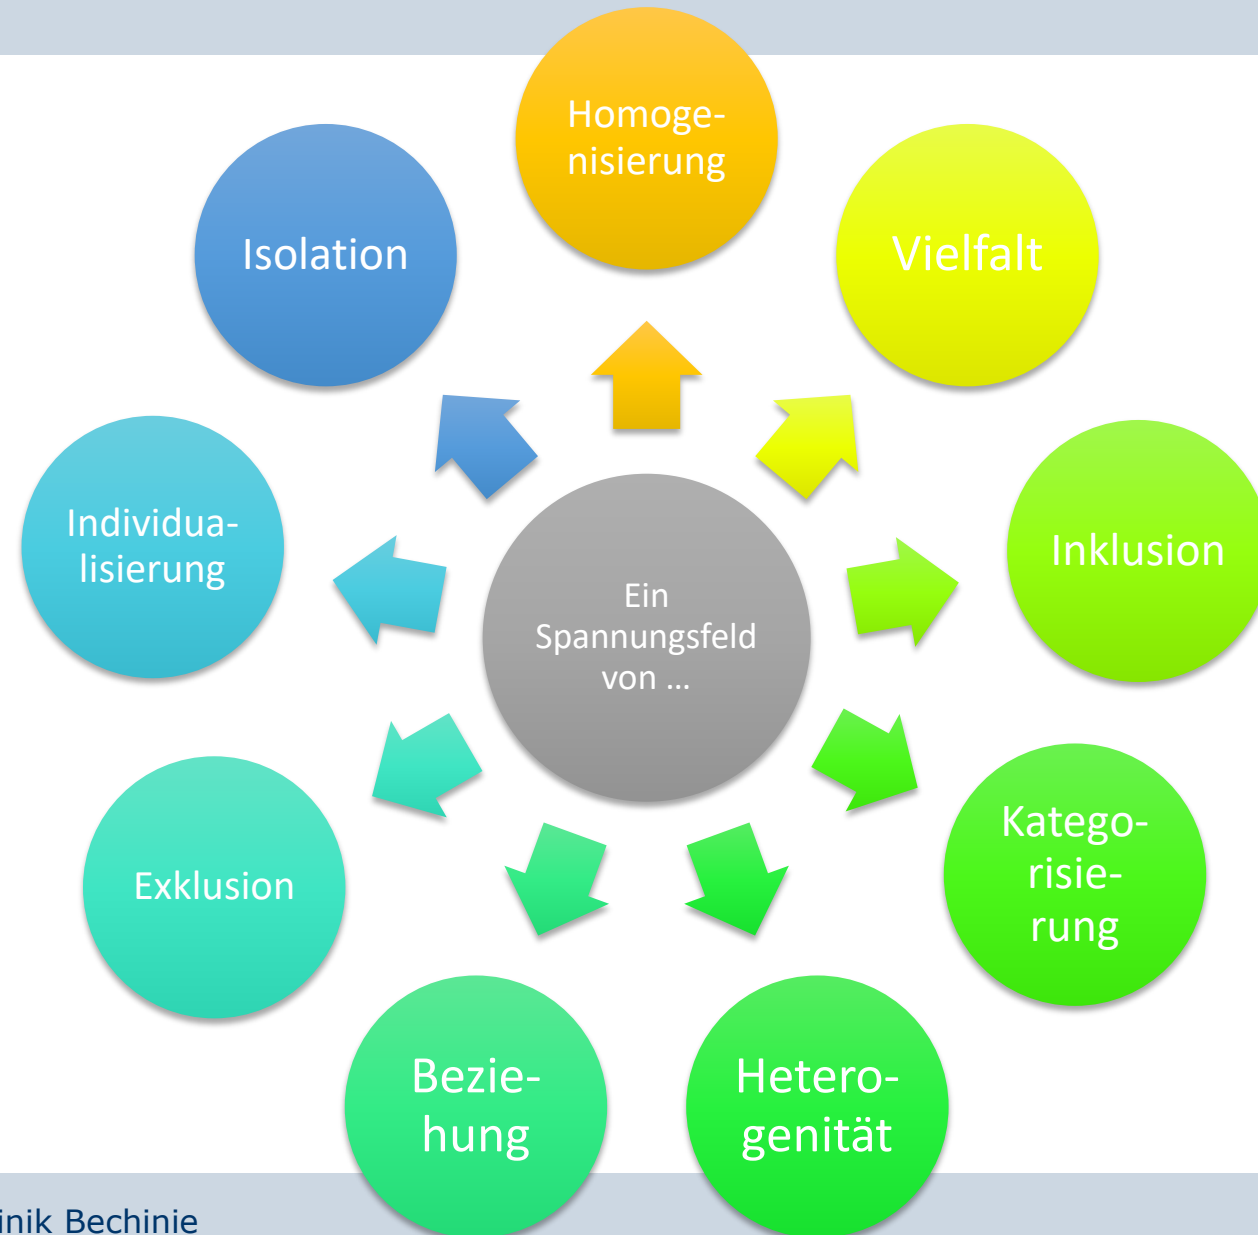 Homoge-
nisierung
Vielfalt
Inklusion
Katego-
risie-
rung
Hetero-
genität
Bezie-
hung
Exklusion
Individua-
lisierung
Isolation
Ein
Spannungsfeld
von ...
inik Bechinie